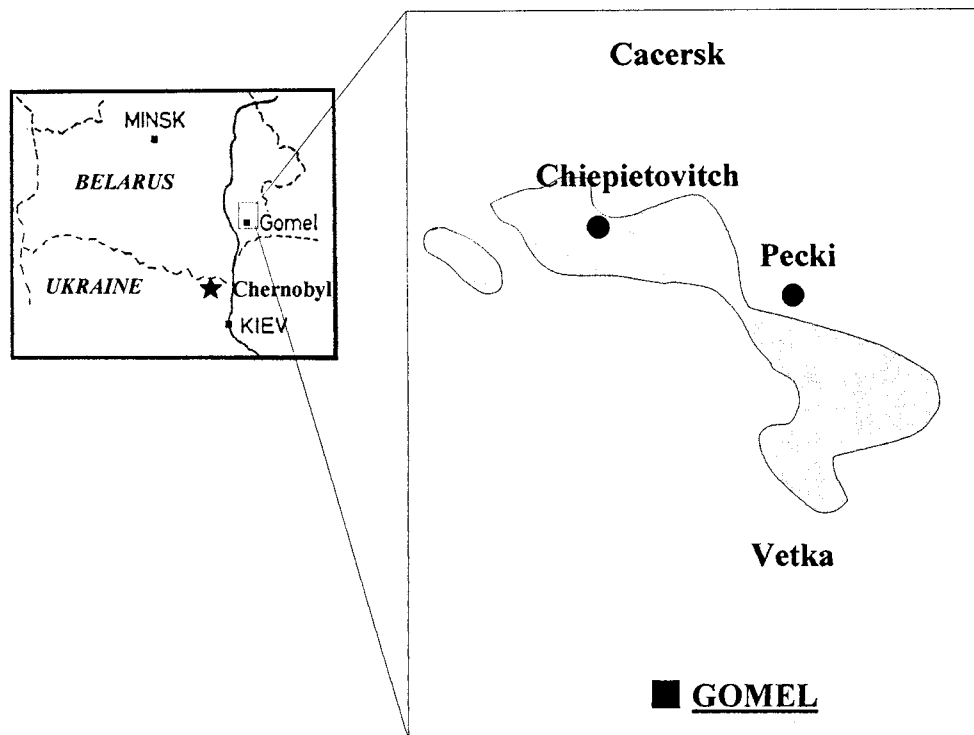 Cacersk
MINSK
BELARUS
Chiepietovitch
Gomel
Pecki
UKRAINE
Chernobyl
KIEV
Vetka
GOMEL